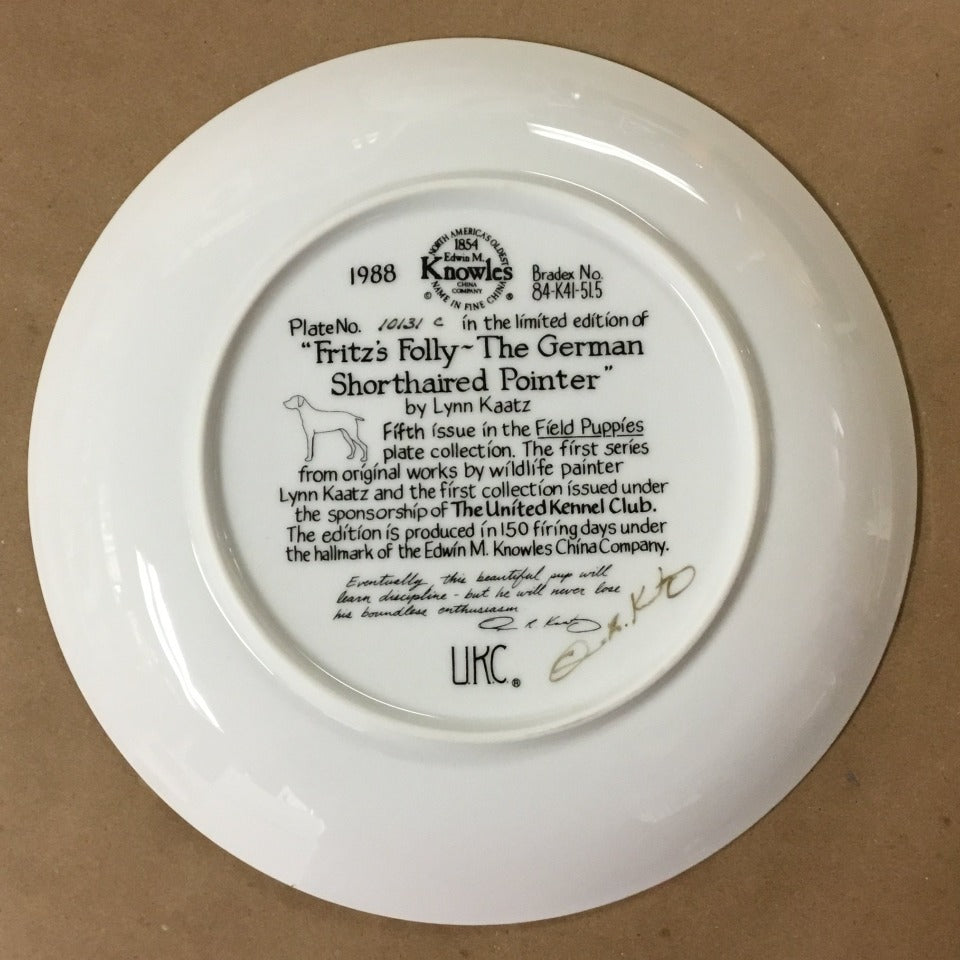 1988
NORTH AMERICA'S OLDEST
1854
Edwin M.
Knowles
CHINA
COMPANY
© NAME IN FINE CHINA ®
Bradex No.
84-K41-51.5
Plate No. 10131 C in the limited edition of
"Fritz's Folly ~ The German
Shorthaired Pointer"
by Lynn Kaatz
Fifth issue in the Field Puppies
plate collection. The first series
from original works by wildlife painter
Lynn Kaatz and the first collection issued under
the sponsorship of The United Kennel Club.
The edition is produced in 150 firing days under
the hallmark of the Edwin M. Knowles China Company.
Eventually, this beautiful pup will
learn discipline - but he will never lose
his boundless enthusiasm
Kaatz
U.K.C.®